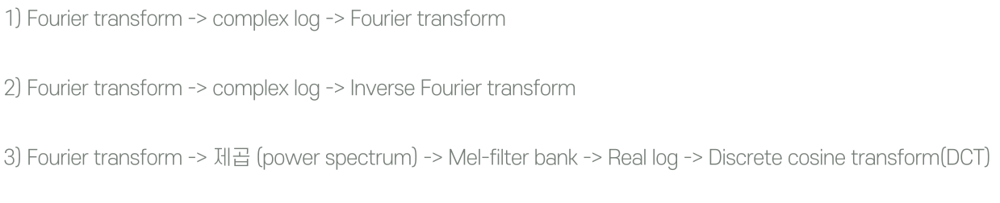 1) Fourier transform -> complex log -> Fourier transform
2) Fourier transform -> complex log -> Inverse Fourier transform
3) Fourier transform -> 제곱 (power spectrum) -> Mel-filter bank -> Real log -> Discrete cosine transform(DCT)